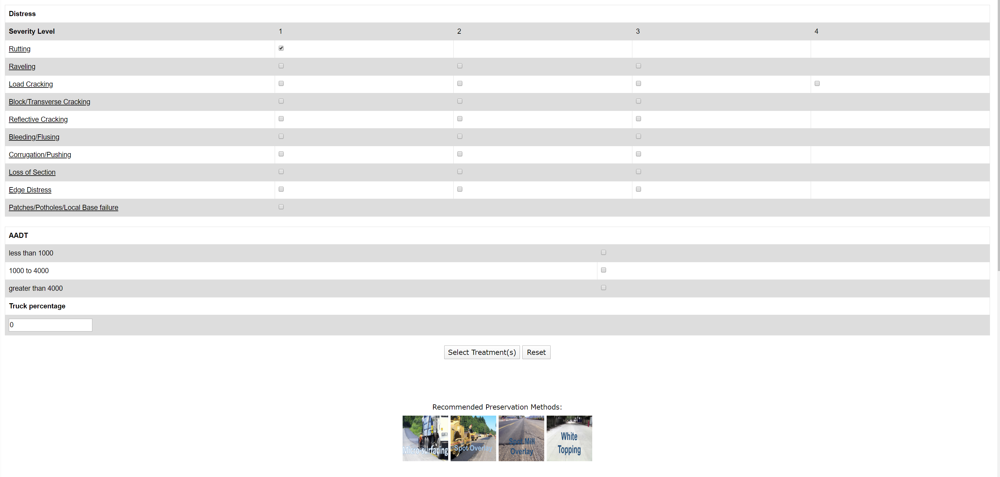 Distress
Severity Level 1 2 3 4
Rutting
Raveling
Load Cracking
Block/Transverse Cracking
Reflective Cracking
Bleeding/Flusing
Corrugation/Pushing
Loss of Section
Edge Distress
Patches/Potholes/Local Base failure
AADT
less than 1000
1000 to 4000
greater than 4000
Truck percentage
0
Select Treatment(s) Reset
Recommended Preservation Methods:
Micro-surfacing
Spot Overlay
Spot Mill
Overlay
White
Topping